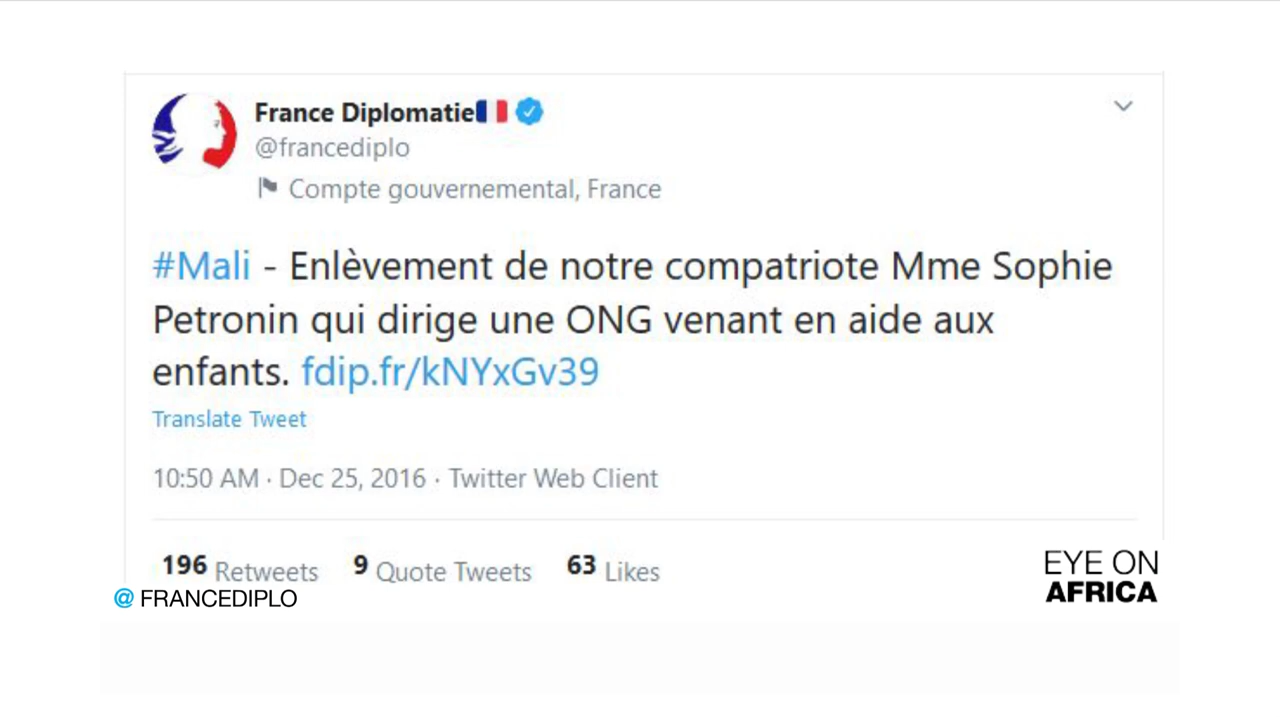 France Diplomatie🇫🇷
@francediplo
Compte gouvernemental, France
#Mali - Enlèvement de notre compatriote Mme Sophie
Petronin qui dirige une ONG venant en aide aux
enfants. fdip.fr/kNYxGv39
Translate Tweet
10:50 AM · Dec 25, 2016 · Twitter Web Client
196 Retweets 9 Quote Tweets 63 Likes
@ FRANCEDIPLO
EYE ON
AFRICA